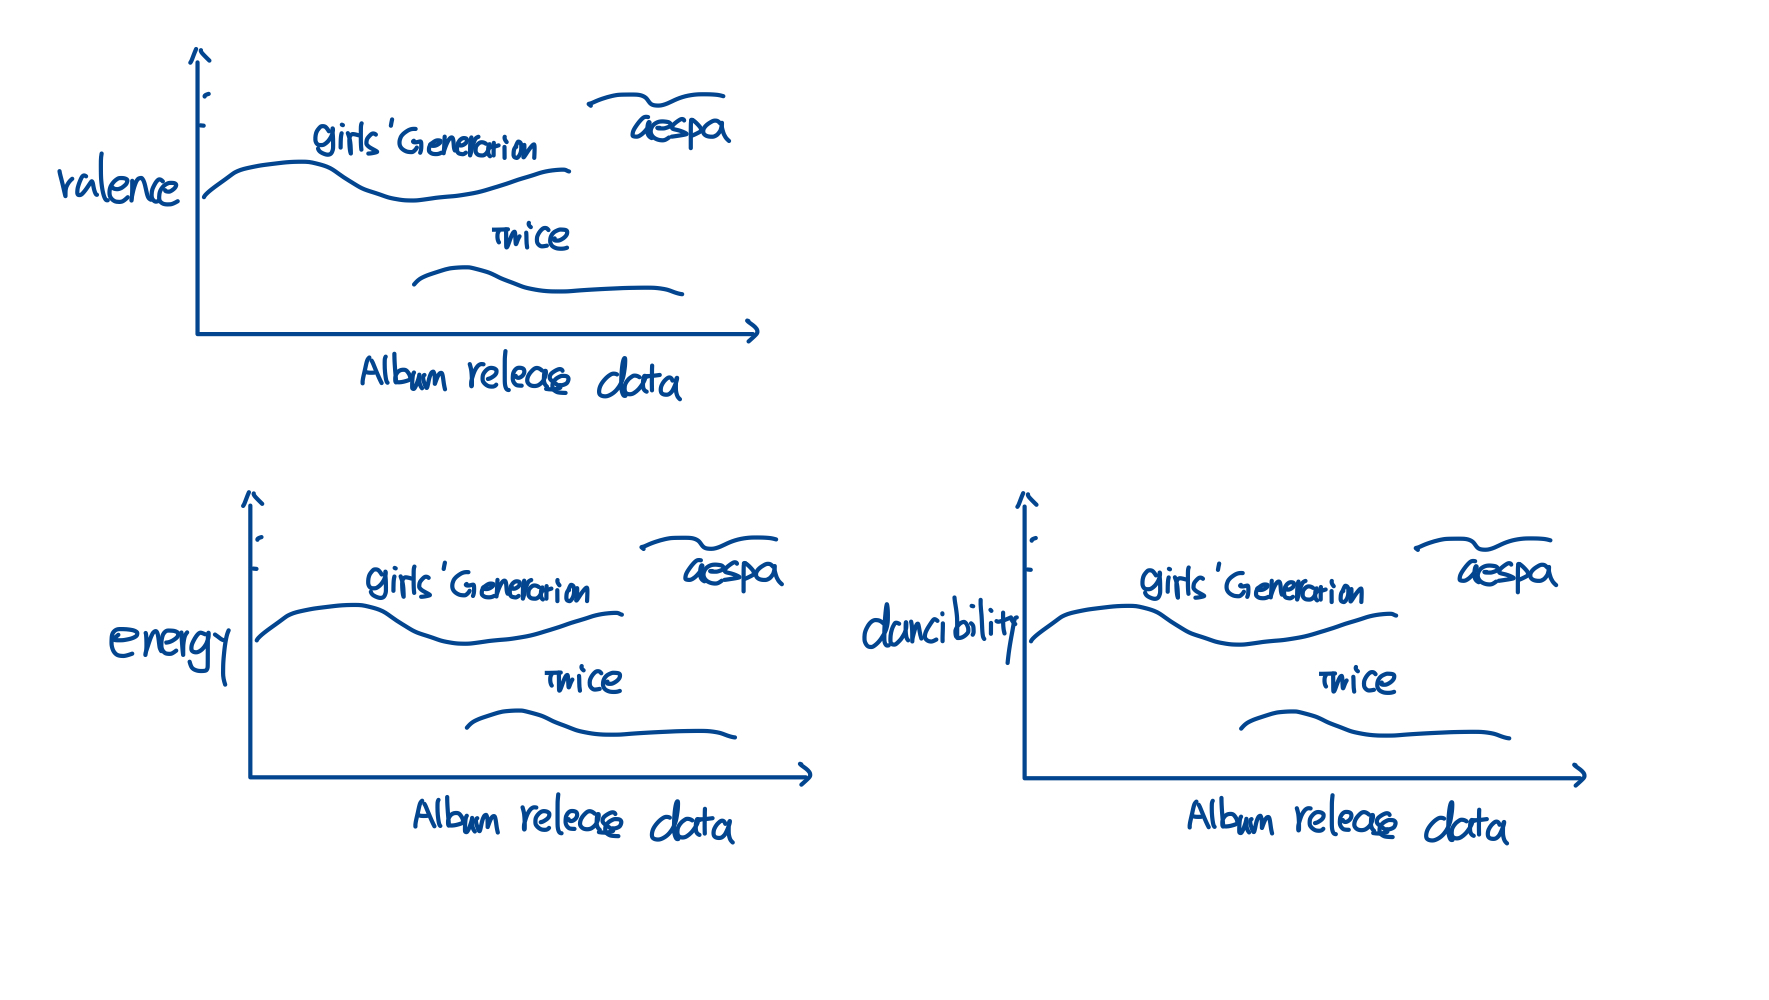 aespa
girls' Generation
valence
Twice
Album release data
aespa
girls' Generation
energy
Twice
Album release data
aespa
girls' Generation
dancibility
Twice
Album release data